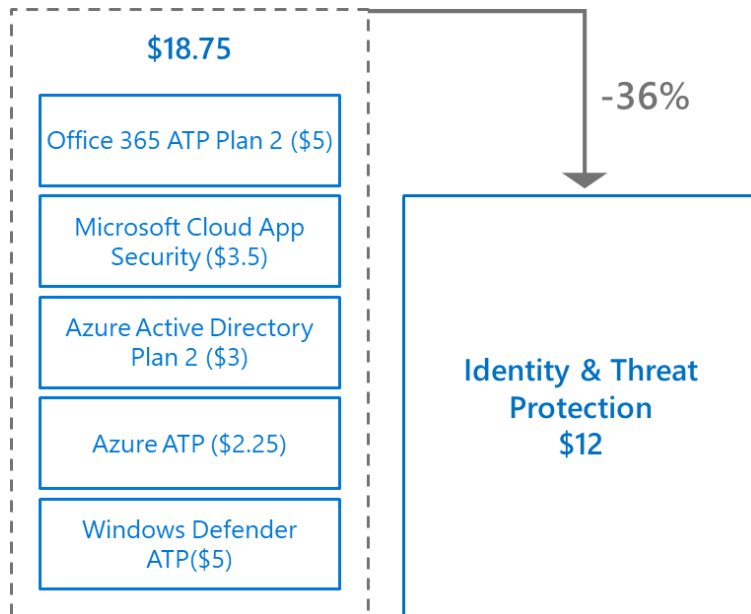 $18.75
-36%
Office 365 ATP Plan 2 ($5)
Microsoft Cloud App
Security ($3.5)
Azure Active Directory
Plan 2 ($3)
Azure ATP ($2.25)
Windows Defender
ATP($5)
Identity & Threat
Protection
$12